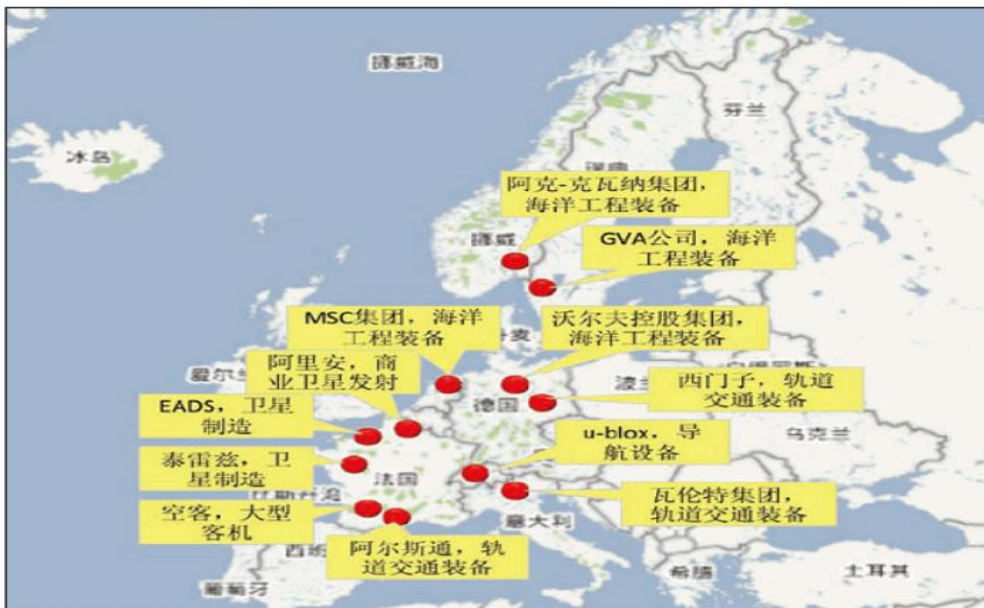 挪威海
芬兰
冰岛
瑞典
阿克-克瓦纳集团，
海洋工程装备
挪威
GVA公司，海洋
工程装备
MSC集团，海洋
工程装备
沃尔夫控股集团，
海洋工程装备
阿里安，商
业卫星发射
爱尔兰
波兰
西门子，轨道
交通装备
EADS，卫星
制造
德国
u-blox，导
航设备
乌克兰
泰雷兹，卫
星制造
法国
瓦伦特集团，
轨道交通装备
空客，大型
客机
意大利
阿尔斯通，轨
道交通装备
葡萄牙
希腊
土耳其